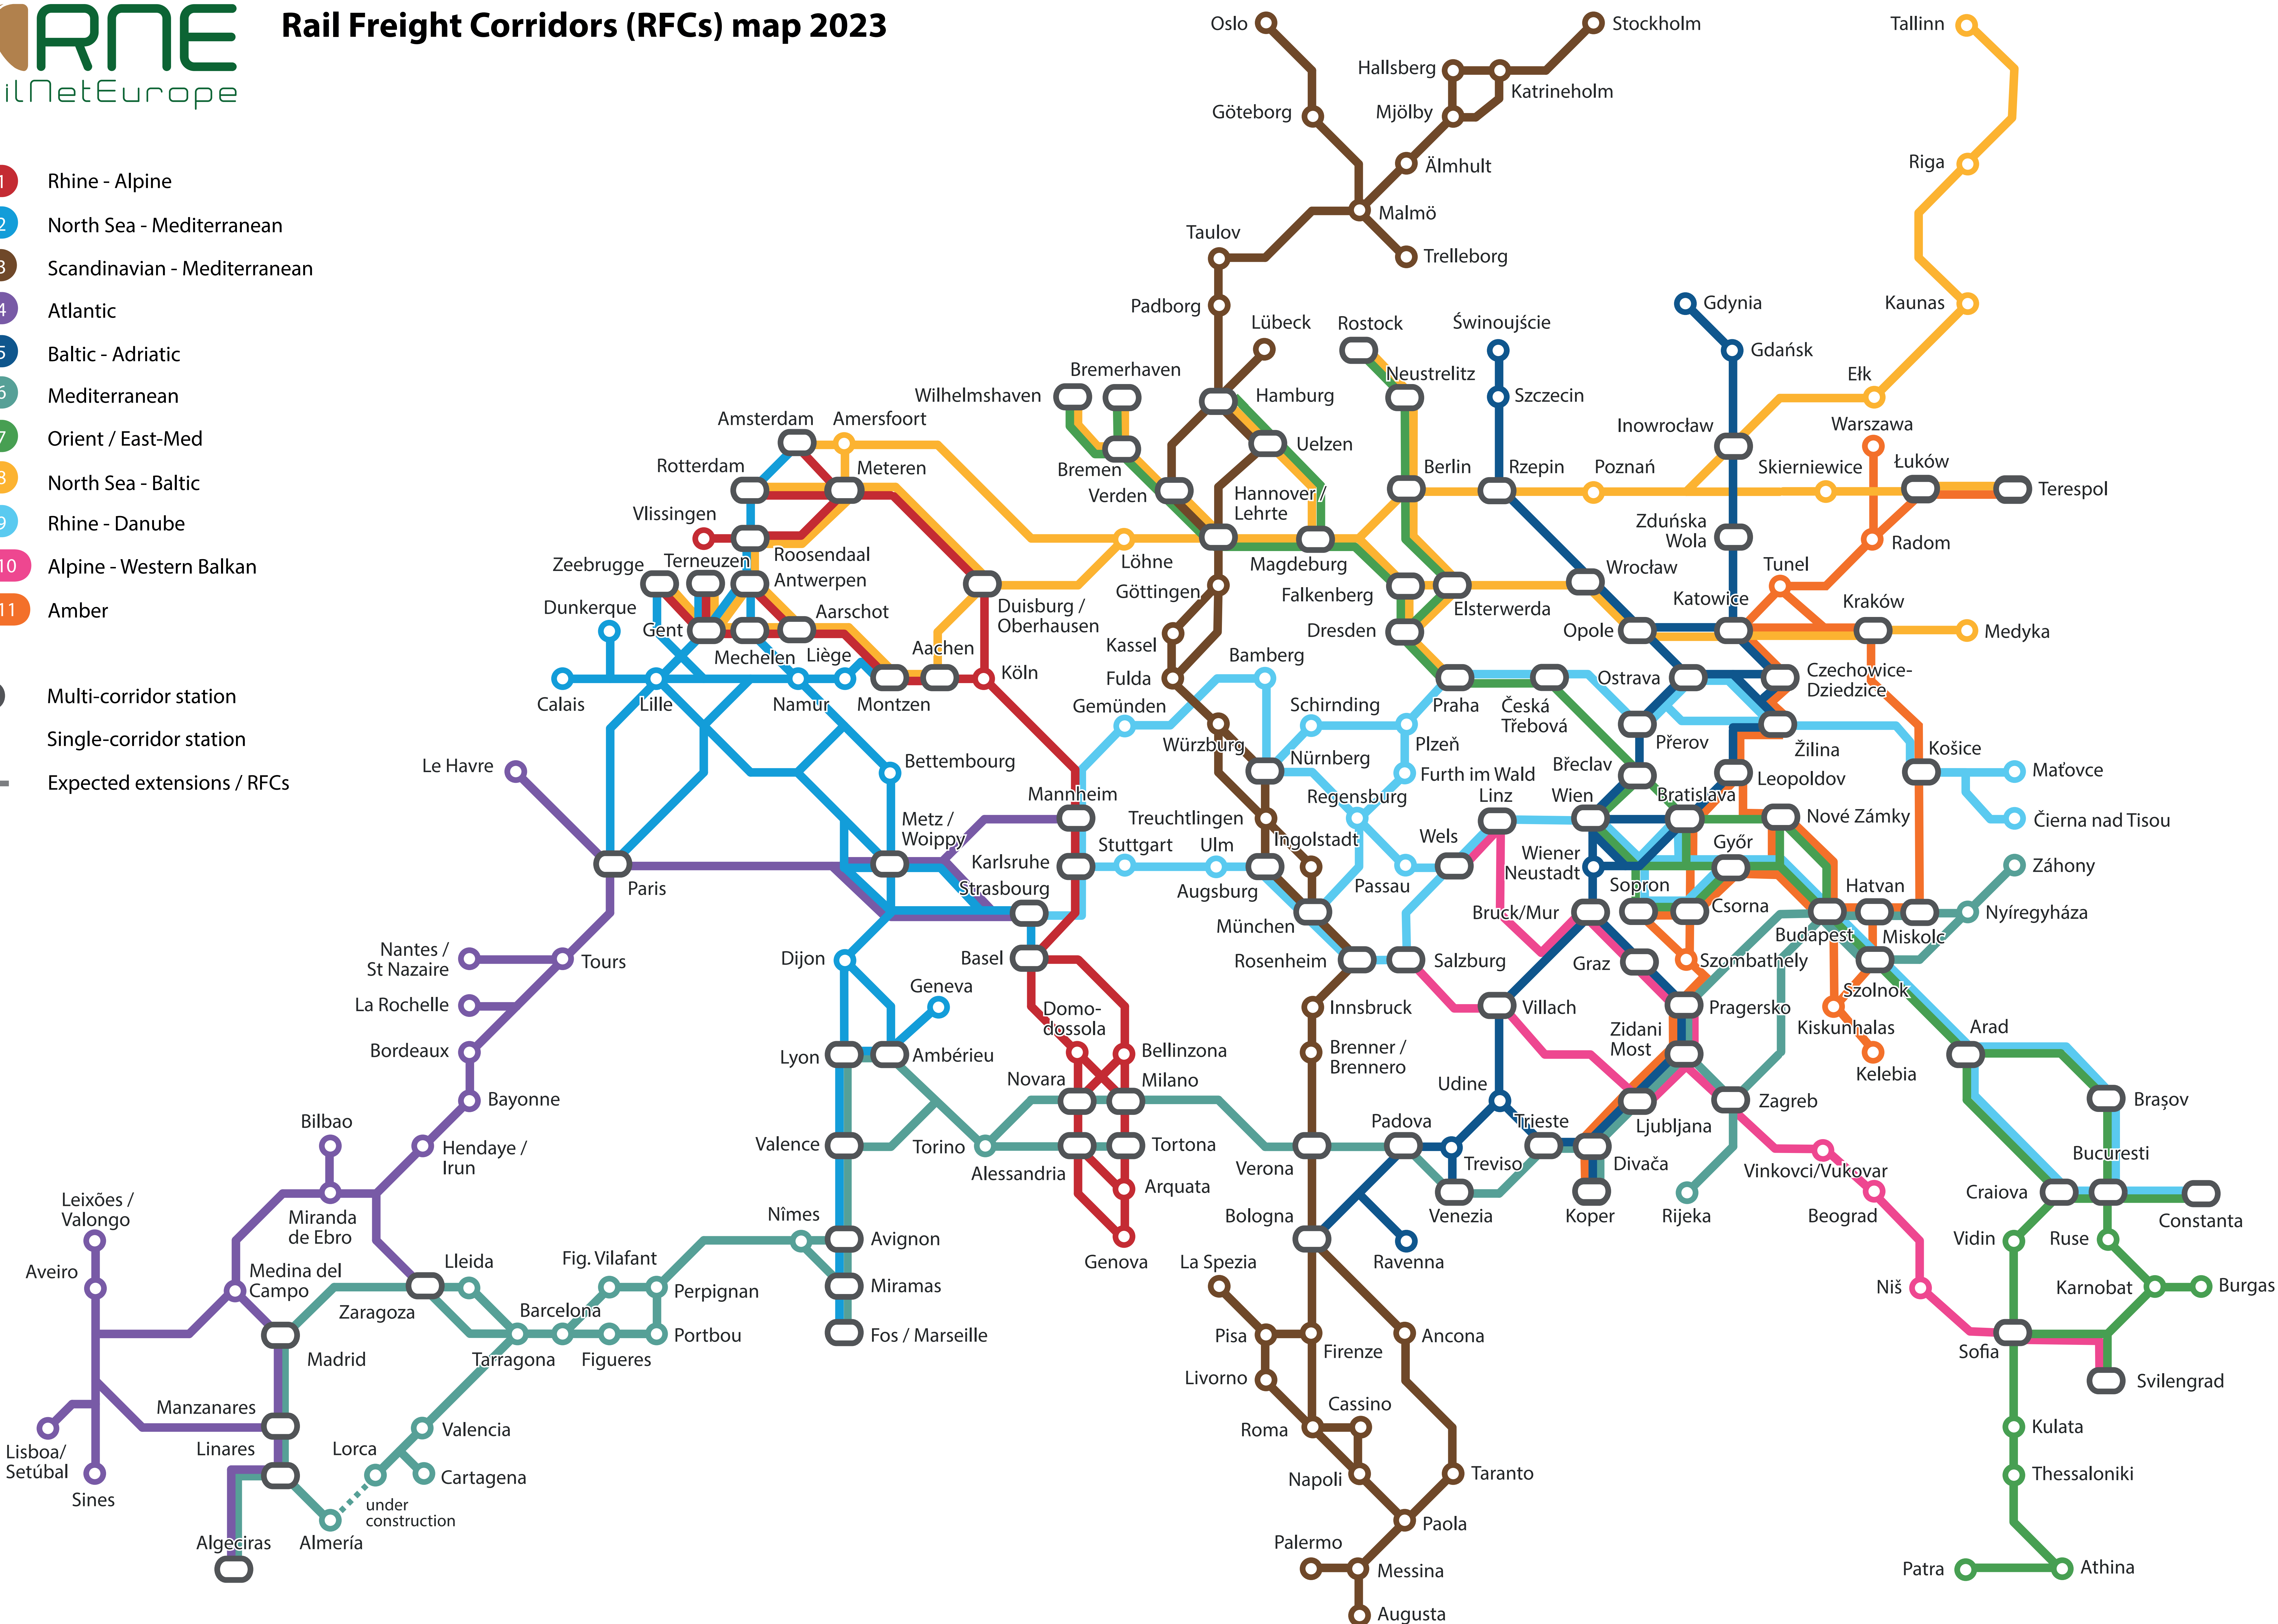 RNE
ilNetEurope
Rail Freight Corridors (RFCs) map 2023
1 Rhine - Alpine
2 North Sea - Mediterranean
3 Scandinavian - Mediterranean
4 Atlantic
5 Baltic - Adriatic
6 Mediterranean
7 Orient / East-Med
8 North Sea - Baltic
9 Rhine - Danube
10 Alpine - Western Balkan
11 Amber
Multi-corridor station
Single-corridor station
Expected extensions / RFCs
Oslo
Stockholm
Tallinn
Hallsberg
Katrineholm
Göteborg
Mjölby
Älmhult
Riga
Malmö
Taulov
Trelleborg
Padborg
Gdynia
Kaunas
Lübeck
Rostock
Świnoujście
Gdańsk
Bremerhaven
Neustrelitz
Ełk
Wilhelmshaven
Hamburg
Szczecin
Amsterdam
Amersfoort
Inowrocław
Warszawa
Uelzen
Rotterdam
Meteren
Bremen
Berlin
Rzepin
Poznań
Skierniewice
Łuków
Terespol
Verden
Hannover /
Lehrte
Vlissingen
Zduńska
Wola
Radom
Roosendaal
Löhne
Magdeburg
Zeebrugge
Terneuzen
Antwerpen
Tunel
Wrocław
Göttingen
Falkenberg
Elsterwerda
Katowice
Kraków
Dunkerque
Aarschot
Duisburg /
Oberhausen
Gent
Dresden
Opole
Medyka
Mechelen
Liège
Aachen
Kassel
Bamberg
Köln
Fulda
Ostrava
Czechowice-
Dziedzice
Calais
Lille
Namur
Montzen
Gemünden
Schirnding
Praha
Česká
Třebová
Würzburg
Plzeň
Přerov
Žilina
Košice
Le Havre
Bettembourg
Nürnberg
Furth im Wald
Břeclav
Leopoldov
Maťovce
Mannheim
Regensburg
Linz
Wien
Bratislava
Metz /
Woippy
Treuchtlingen
Nové Zámky
Čierna nad Tisou
Ingolstadt
Wels
Győr
Karlsruhe
Stuttgart
Ulm
Wiener
Neustadt
Záhony
Paris
Strasbourg
Augsburg
Passau
Sopron
Hatvan
Csorna
Bruck/Mur
Nyíregyháza
München
Budapest
Miskolc
Nantes /
St Nazaire
Tours
Dijon
Basel
Rosenheim
Salzburg
Graz
Szombathely
Geneva
Szolnok
La Rochelle
Domo-
dossola
Innsbruck
Villach
Pragersko
Kiskunhalas
Arad
Zidani
Most
Bordeaux
Lyon
Ambérieu
Bellinzona
Brenner /
Brennero
Kelebia
Novara
Milano
Udine
Bayonne
Zagreb
Brașov
Bilbao
Padova
Trieste
Ljubljana
Hendaye /
Irun
Valence
Torino
Tortona
Verona
Treviso
Divača
Bucuresti
Alessandria
Vinkovci/Vukovar
Arquata
Leixões /
Valongo
Miranda
de Ebro
Nîmes
Bologna
Venezia
Koper
Rijeka
Beograd
Craiova
Constanta
Avignon
Vidin
Ruse
Fig. Vilafant
Genova
La Spezia
Ravenna
Aveiro
Medina del
Campo
Lleida
Zaragoza
Perpignan
Miramas
Niš
Karnobat
Burgas
Barcelona
Madrid
Tarragona
Figueres
Portbou
Fos / Marseille
Pisa
Firenze
Ancona
Sofia
Livorno
Svilengrad
Manzanares
Cassino
Lisboa/
Setúbal
Linares
Lorca
Valencia
Roma
Kulata
Cartagena
Napoli
Taranto
Thessaloniki
Sines
under
construction
Algeciras
Almería
Paola
Palermo
Messina
Patra
Athina
Augusta